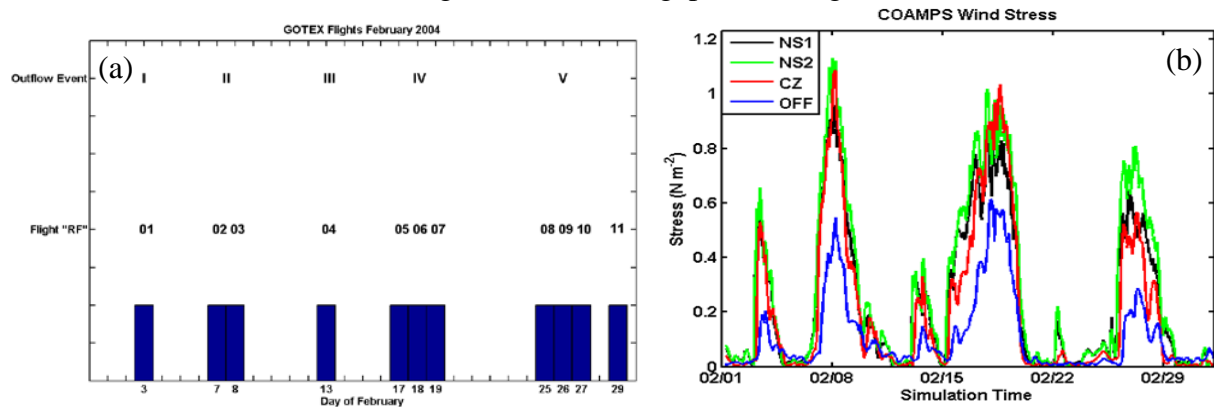 GOTEX Flights February 2004
(a)
Outflow Event
I II III IV V
Flight "RF"
01 02 03 04 05 06 07 08 09 10 11
3 7 8 13 17 18 19 25 26 27 29
Day of February
COAMPS Wind Stress
(b)
NS1
NS2
CZ
OFF
Stress (N m-2)
1.2
1
0.8
0.6
0.4
0.2
0
02/01 02/08 02/15 02/22 02/29
Simulation Time